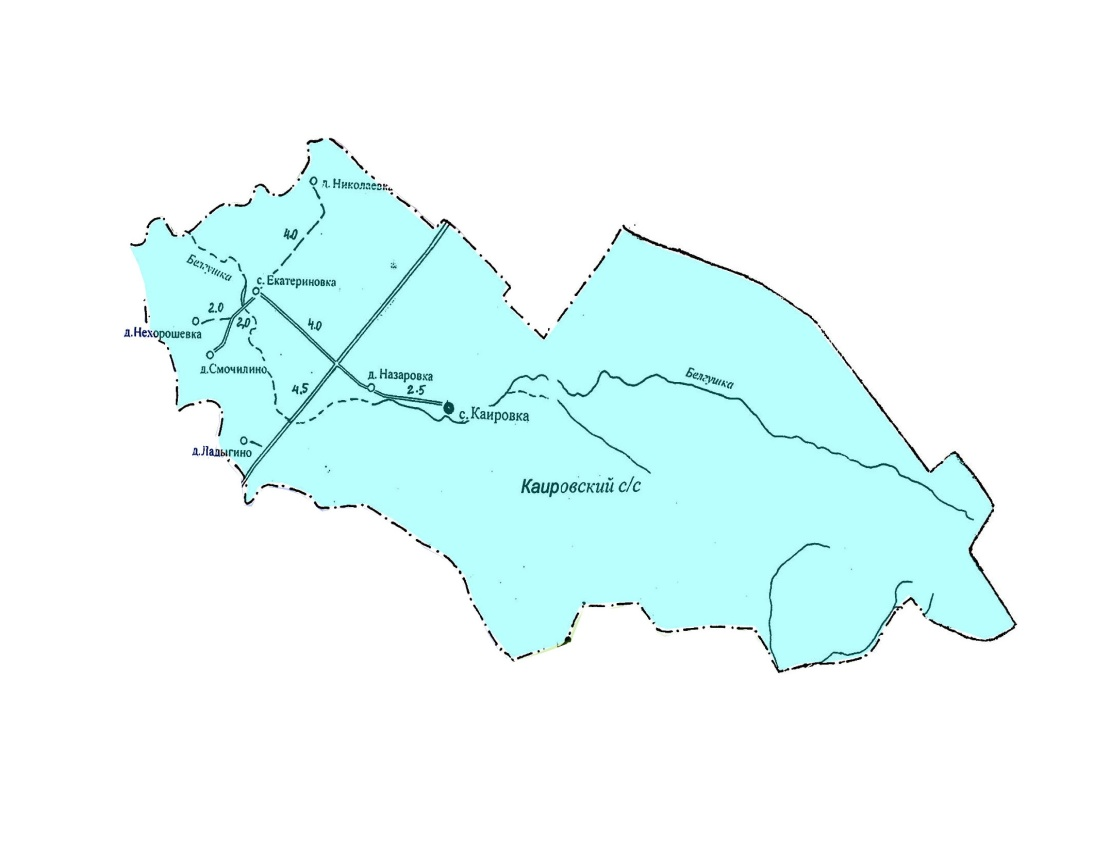 д. Николаевк
4.0
Белгушка
с. Екатериновка
2.0
2,0
4.0
д.Нехорошевка
д.Смочилино
д. Назаровка
4,5
2.5
Белгушка
с. Каировка
д.Ладыгино
Каировский с/с